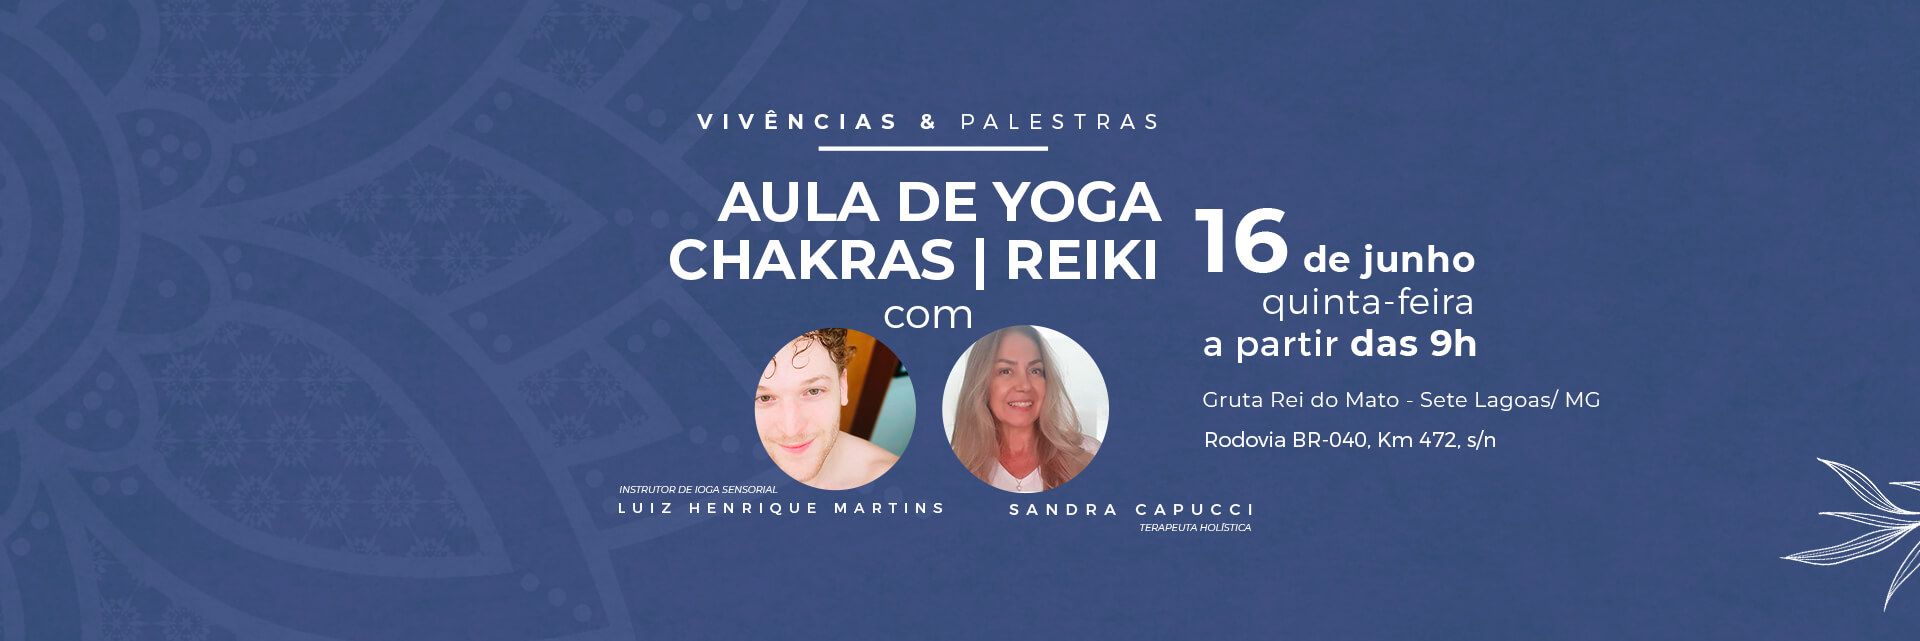 VIVÊNCIAS & PALESTRAS
AULA DE YOGA
CHAKRAS | REIKI
com
INSTRUTOR DE IOGA SENSORIAL
LUIZ HENRIQUE MARTINS
SANDRA CAPUCCI
TERAPEUTA HOLÍSTICA
16 de junho
quinta-feira
a partir das 9h
Gruta Rei do Mato - Sete Lagoas/ MG
Rodovia BR-040, Km 472, s/n